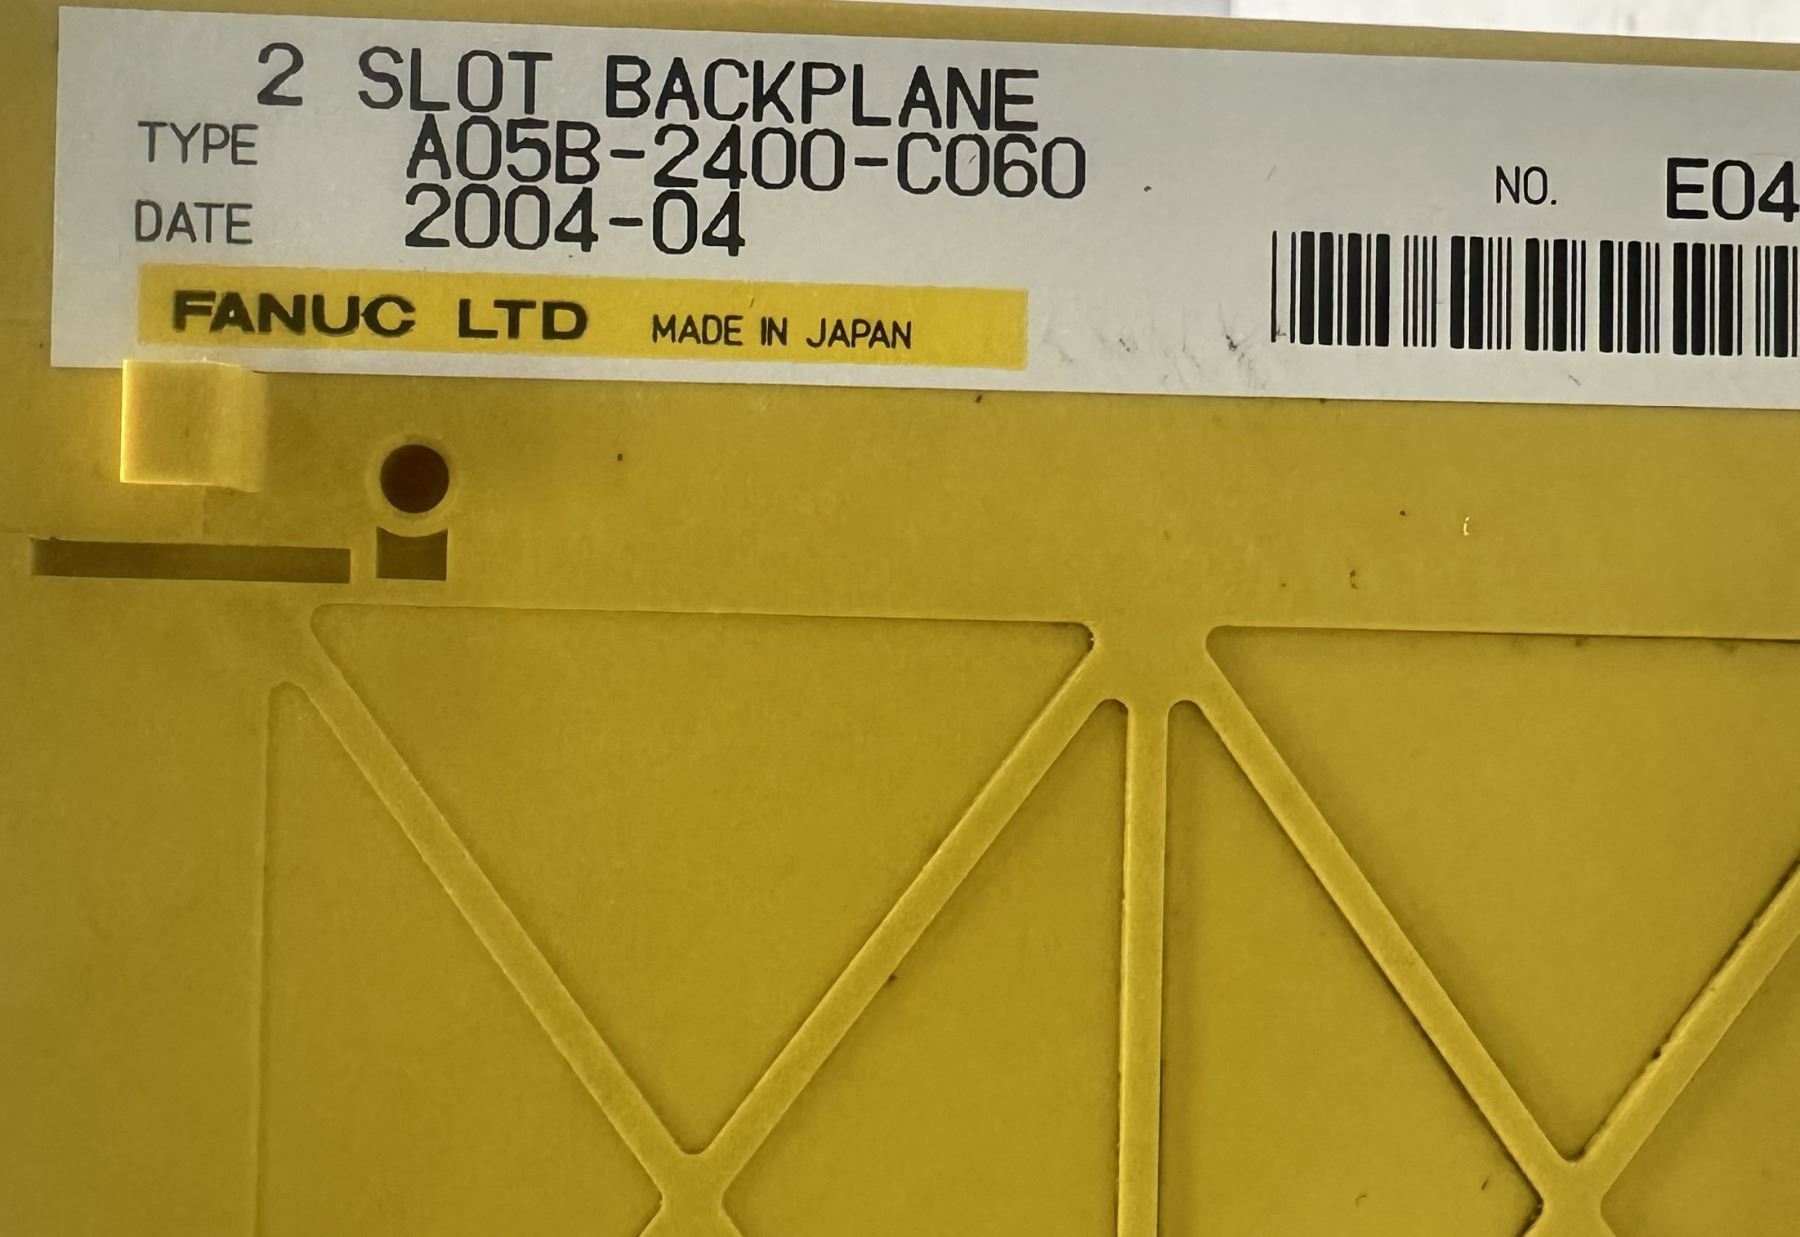 2 SLOT BACKPLANE
TYPE A05B-2400-C060
DATE 2004-04
NO. E04
FANUC LTD MADE IN JAPAN